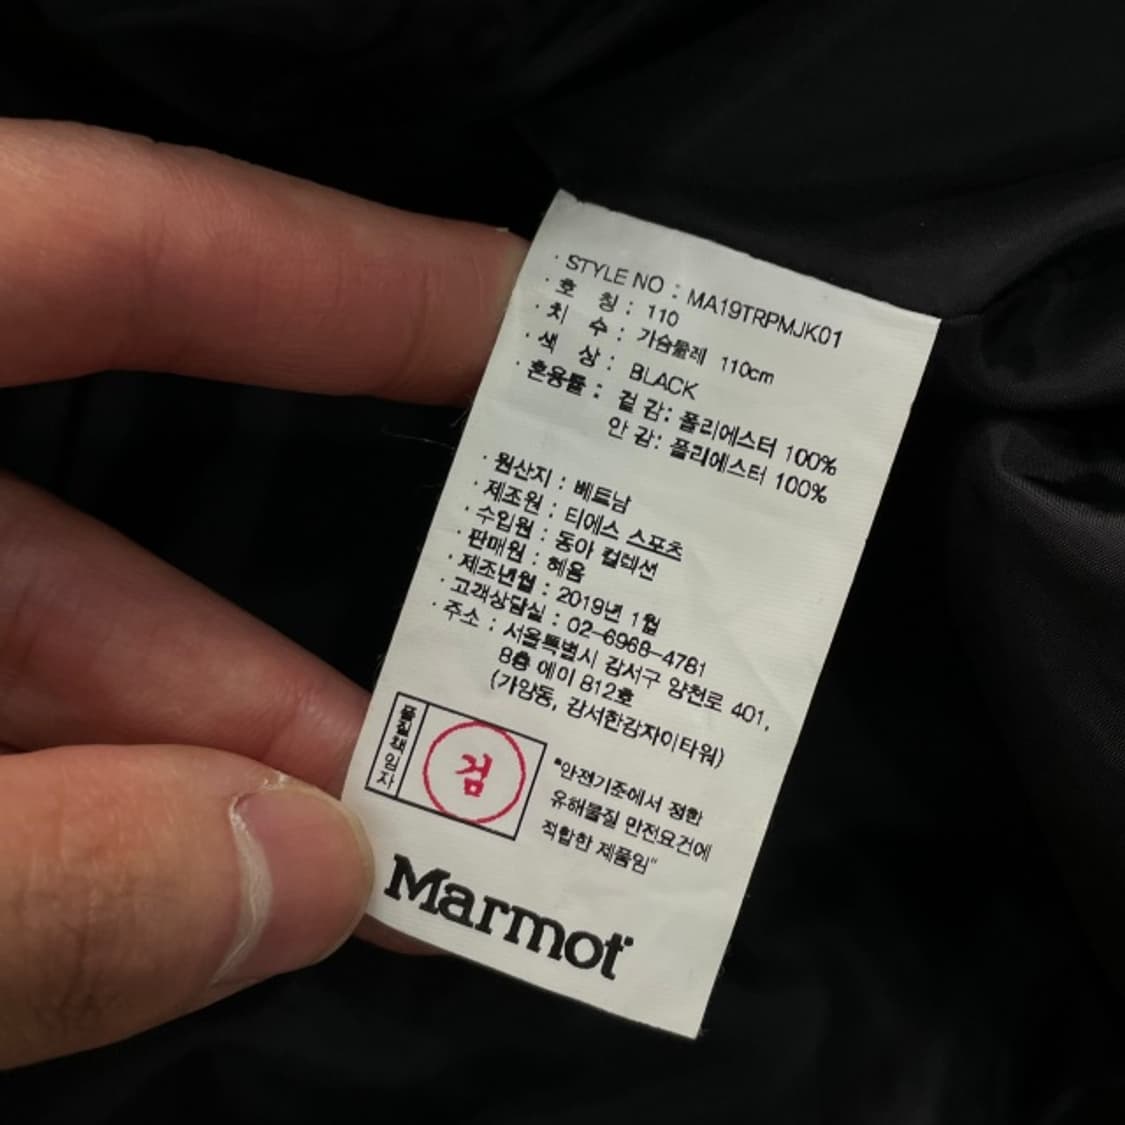 · STYLE NO : MA19TRPMJK01
· 호 칭 : 110
· 치 수 : 가슴둘레 110cm
· 색 상 : BLACK
· 혼용률 : 겉 감: 폴리에스터 100%
안 감: 폴리에스터 100%
· 원산지 : 베트남
· 제조원 : 티에스 스포츠
· 수입원 : 동아 컬렉션
· 판매원 : 혜움
· 제조년월 : 2019년 1월
· 고객상담실 : 02-6968-4781
· 주소 : 서울특별시 강서구 양천로 401,
8층 에이 812호
(가양동, 강서한강자이타워)
품질책임자
검
"안전기준에서 정한
유해물질 안전요건에
적합한 제품임"
Marmot